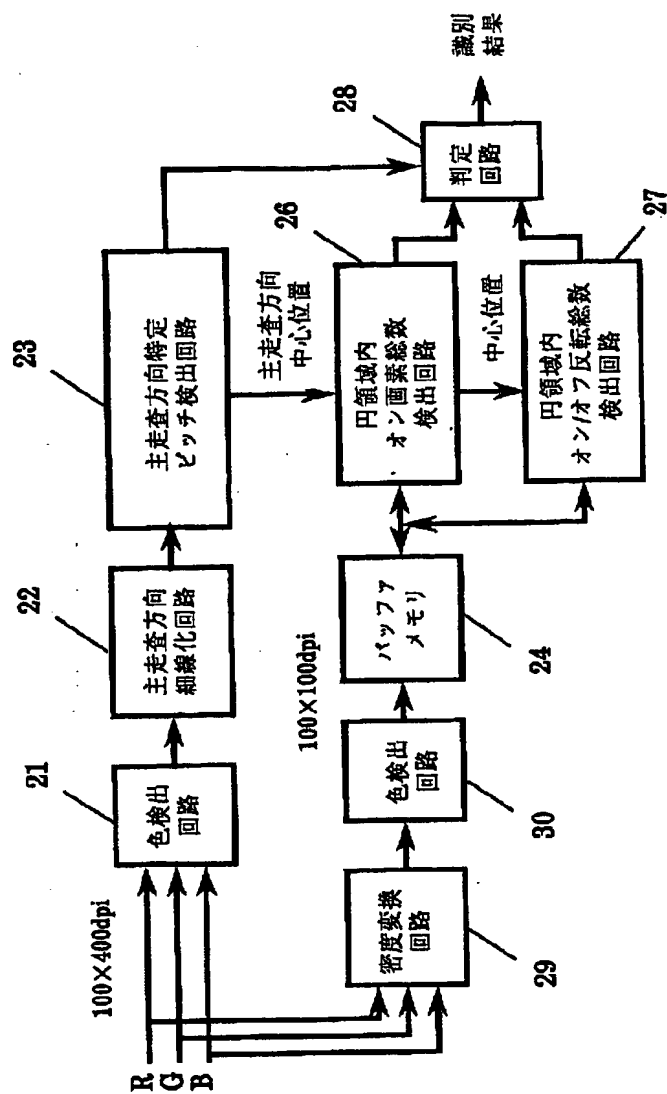 R
G
B
100×400dpi
21
色検出
回路
22
主走査方向
細線化回路
23
主走査方向特定
ピッチ検出回路
主走査方向
中心位置
29
密度変換
回路
30
色検出
回路
100×100dpi
24
バッファ
メモリ
26
円領域内
オン画素総数
検出回路
中心位置
27
円領域内
オン/オフ反転総数
検出回路
28
判定
回路
識別
結果